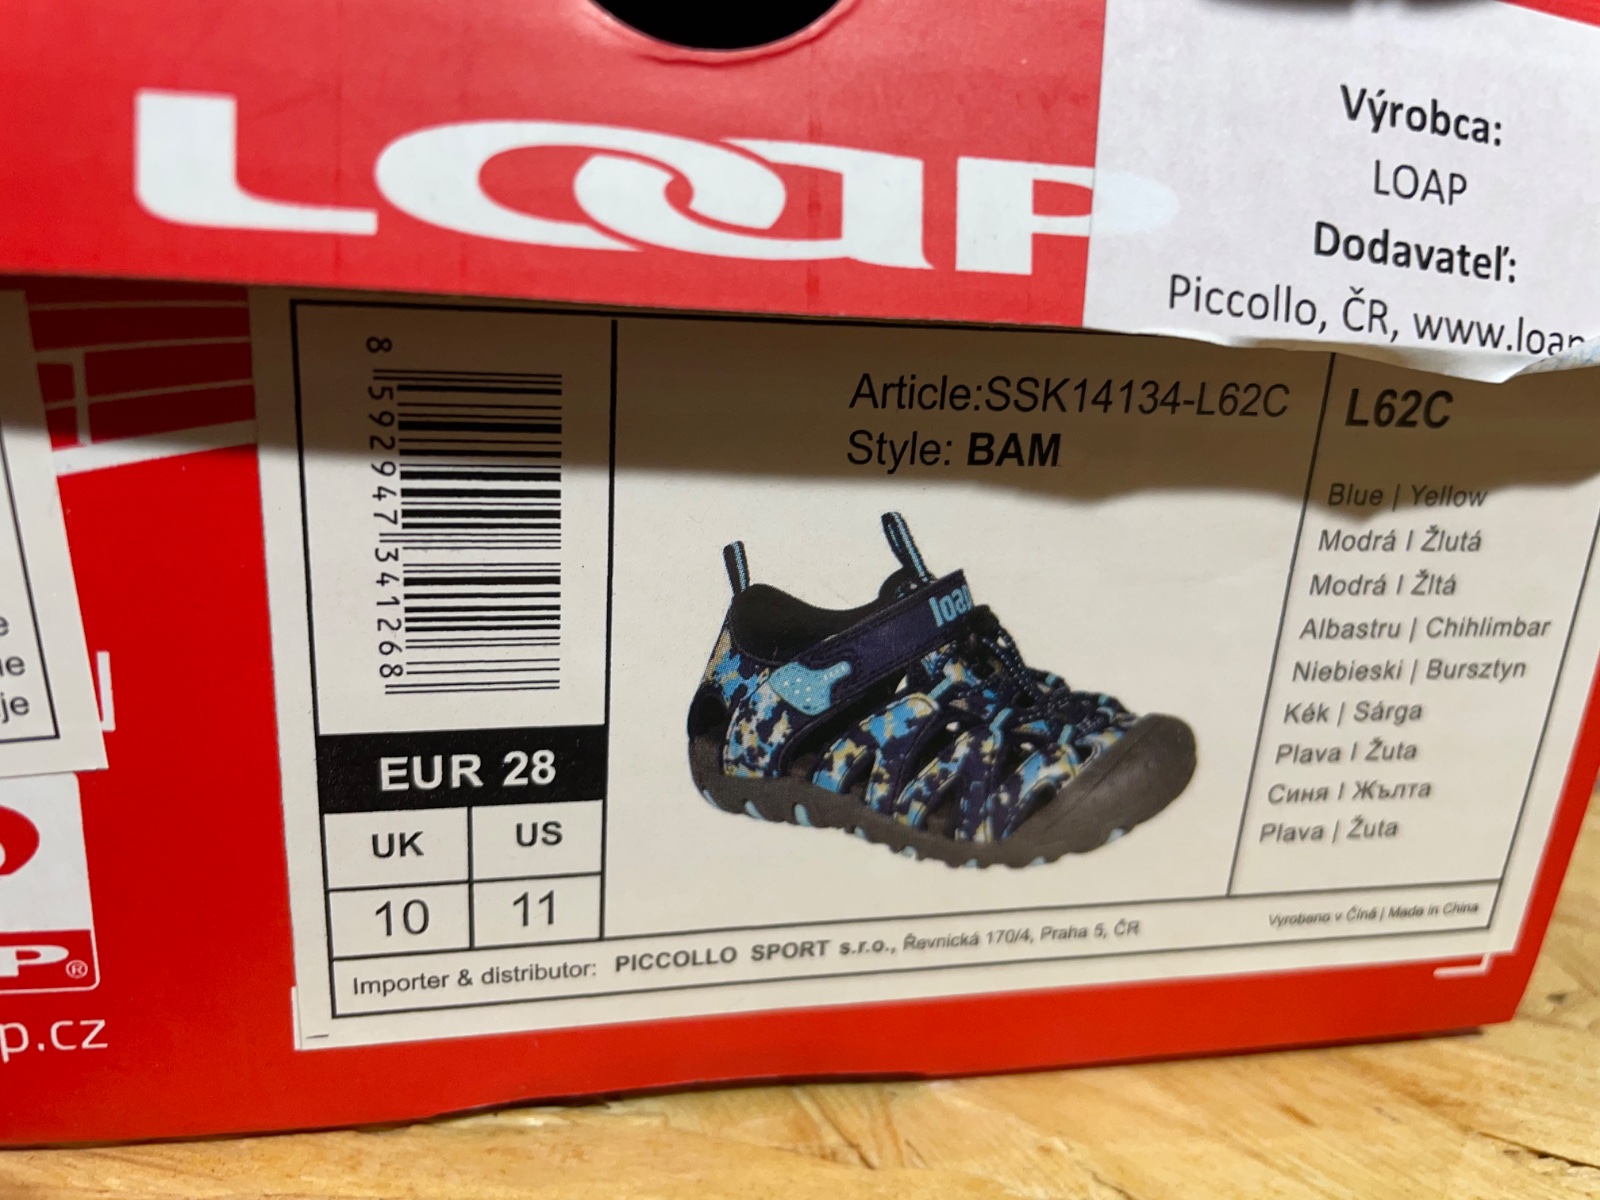 LOAP
Výrobca:
LOAP
Dodavateľ:
Piccollo, ČR, www.loap
8 592947 341268
EUR 28
UK US
10 11
Article:SSK14134-L62C
Style: BAM
loap
L62C
Blue | Yellow
Modrá | Žlutá
Modrá | Žltá
Albastru | Chihlimbar
Niebieski | Bursztyn
Kék | Sárga
Plava | Žuta
Синя | Жълта
Plava | Žuta
Vyrobeno v Číně | Made in China
Importer & distributor: PICCOLLO SPORT s.r.o., Řevnická 170/4, Praha 5, ČR
e
je
P®
p.cz